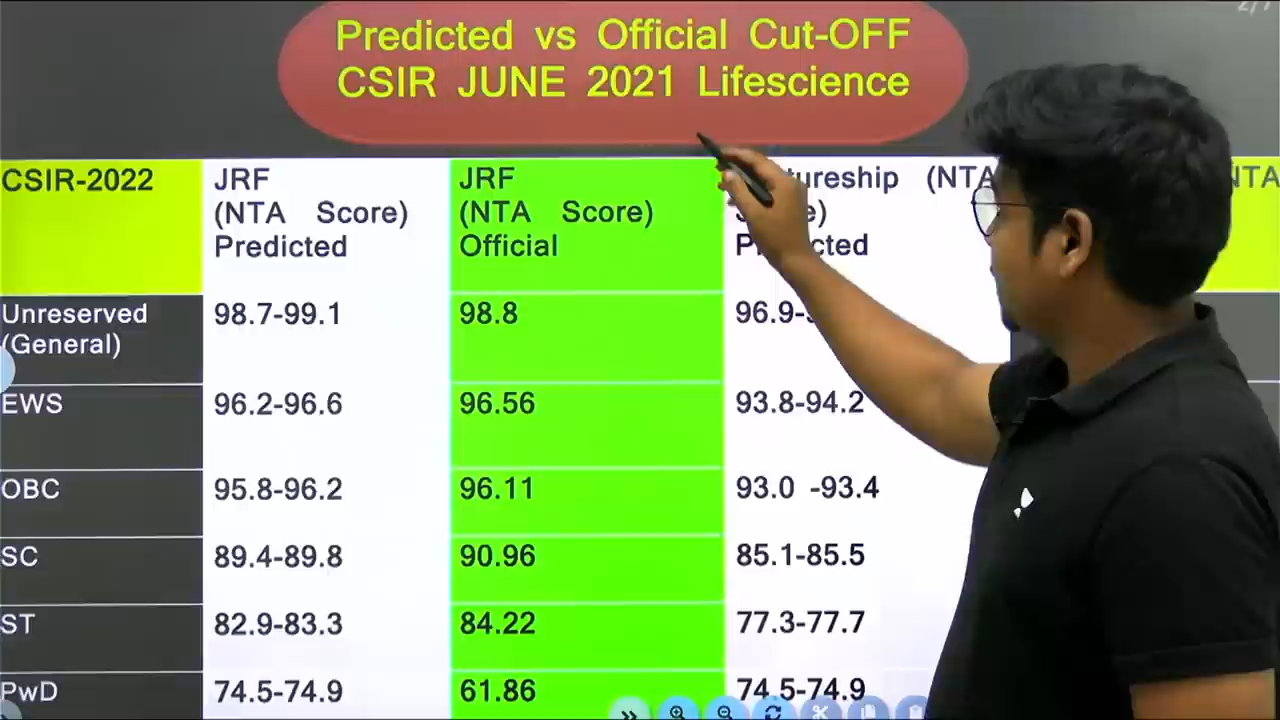 Predicted vs Official Cut-OFF
CSIR JUNE 2021 Lifescience
CSIR-2022
JRF
(NTA Score)
Predicted
JRF
(NTA Score)
Official
(NTA
NTA
Unreserved
(General)
98.7-99.1
98.8
EWS
96.2-96.6
96.56
93.8-94.2
OBC
95.8-96.2
96.11
93.0 -93.4
SC
89.4-89.8
90.96
85.1-85.5
ST
82.9-83.3
84.22
77.3-77.7
PwD
74.5-74.9
61.86
74.5-74.9